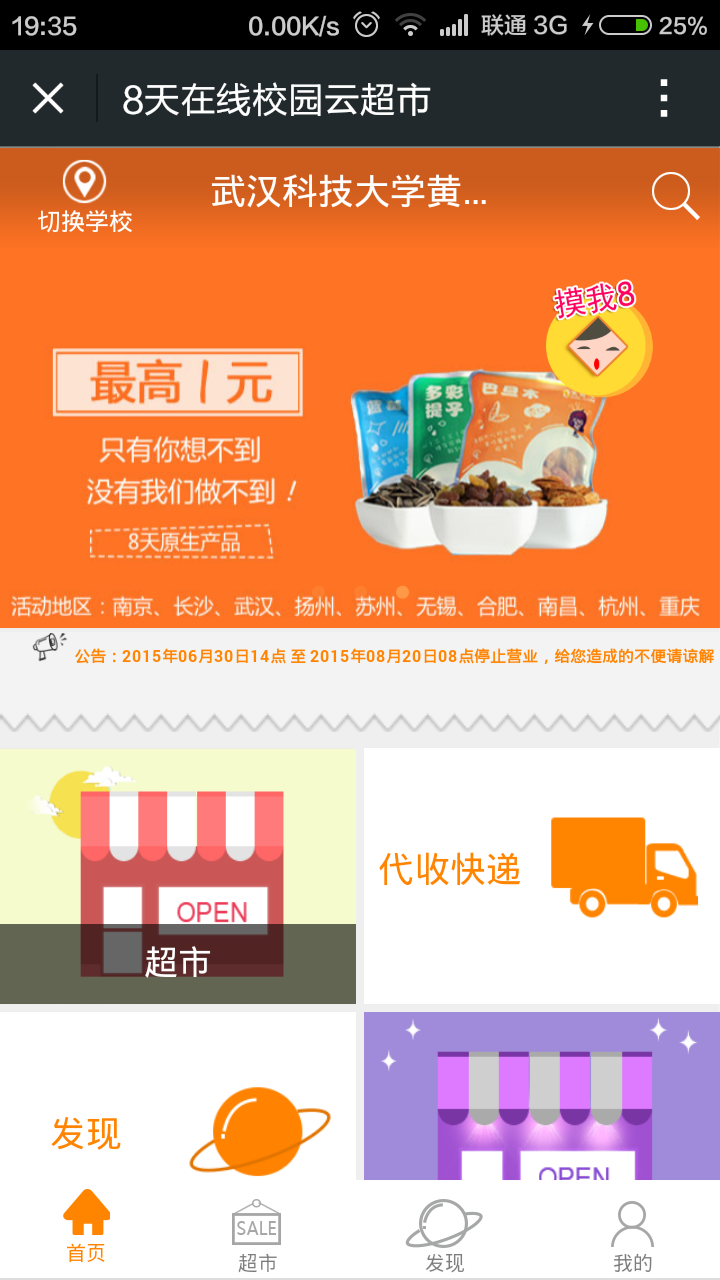 19:35 0.00K/s 联通 3G 25%
8天在线校园云超市
切换学校
武汉科技大学黄...
摸我8
最高1元
只有你想不到
没有我们做不到！
8天原生产品
多彩
提子
巴旦木
活动地区：南京、长沙、武汉、扬州、苏州、无锡、合肥、南昌、杭州、重庆
公告：2015年06月30日14点 至 2015年08月20日08点停止营业，给您造成的不便请谅解
OPEN
超市
代收快递
发现
OPEN
首页
SALE
超市
发现
我的